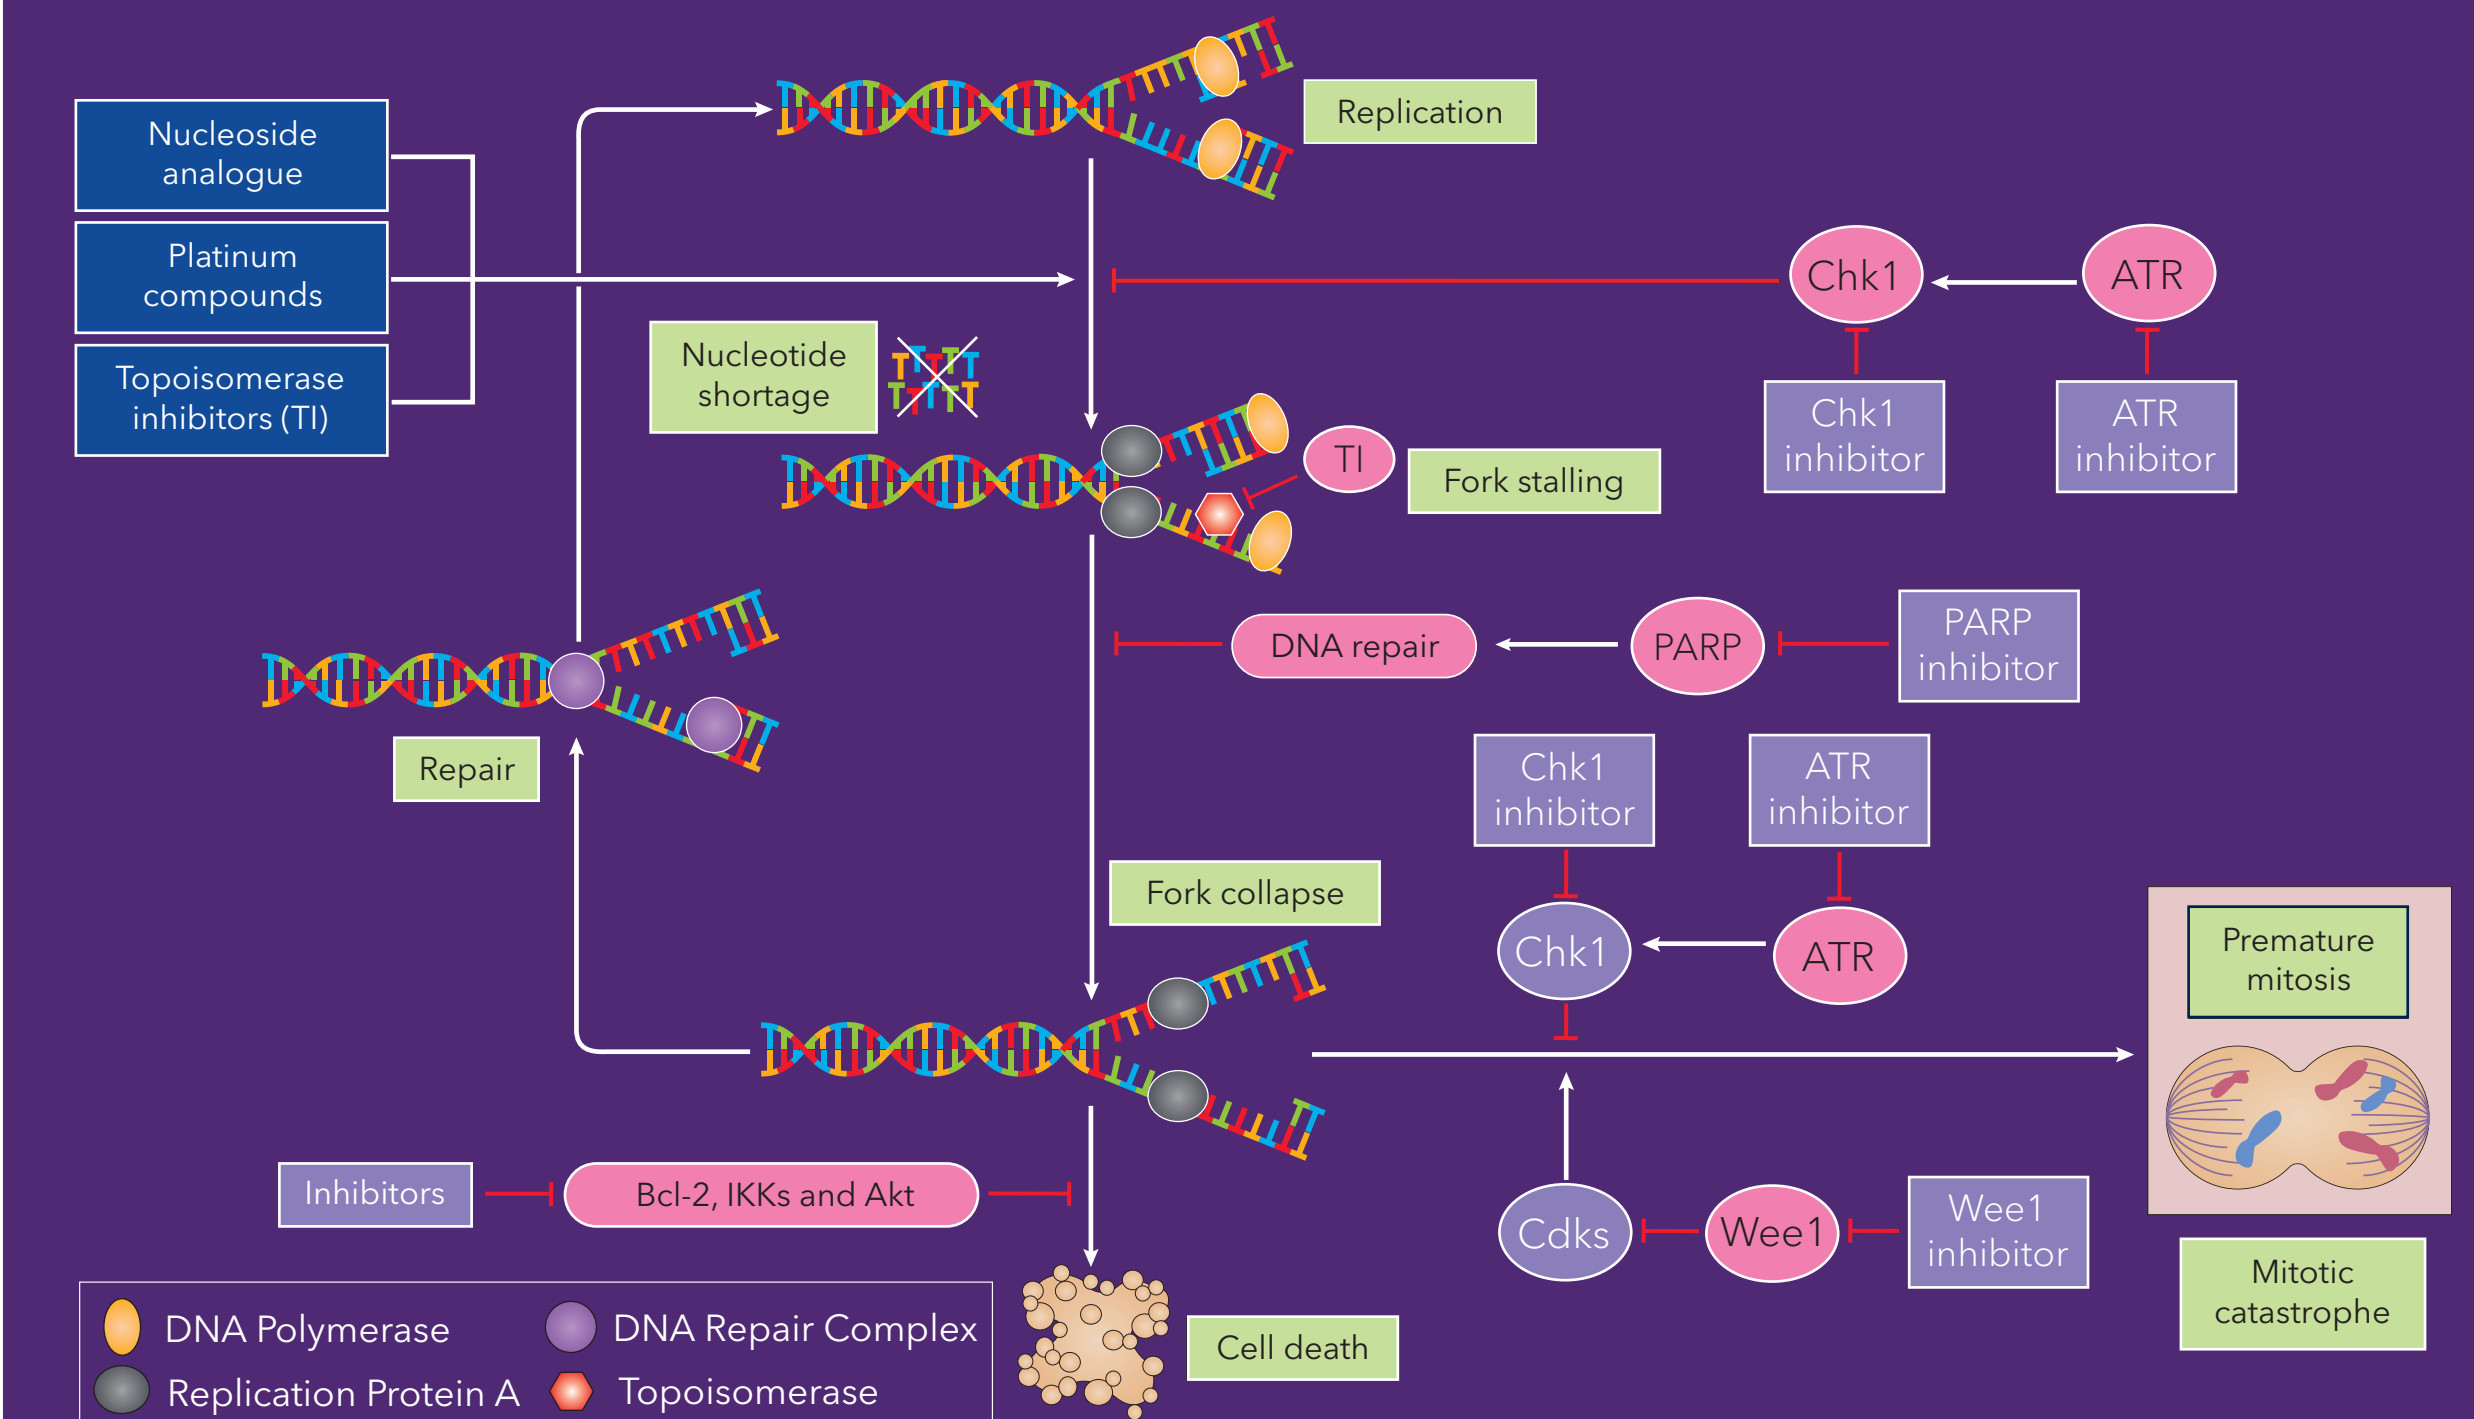 Replication
Nucleoside
analogue
Platinum
compounds
Topoisomerase
inhibitors (TI)
Chk1
ATR
Nucleotide
shortage
Chk1
inhibitor
ATR
inhibitor
TI
Fork stalling
DNA repair
PARP
PARP
inhibitor
Repair
Chk1
inhibitor
ATR
inhibitor
Fork collapse
Chk1
ATR
Premature
mitosis
Inhibitors
Bcl-2, IKKs and Akt
Cdks
Wee1
Wee1
inhibitor
Mitotic
catastrophe
Cell death
DNA Polymerase
DNA Repair Complex
Replication Protein A
Topoisomerase